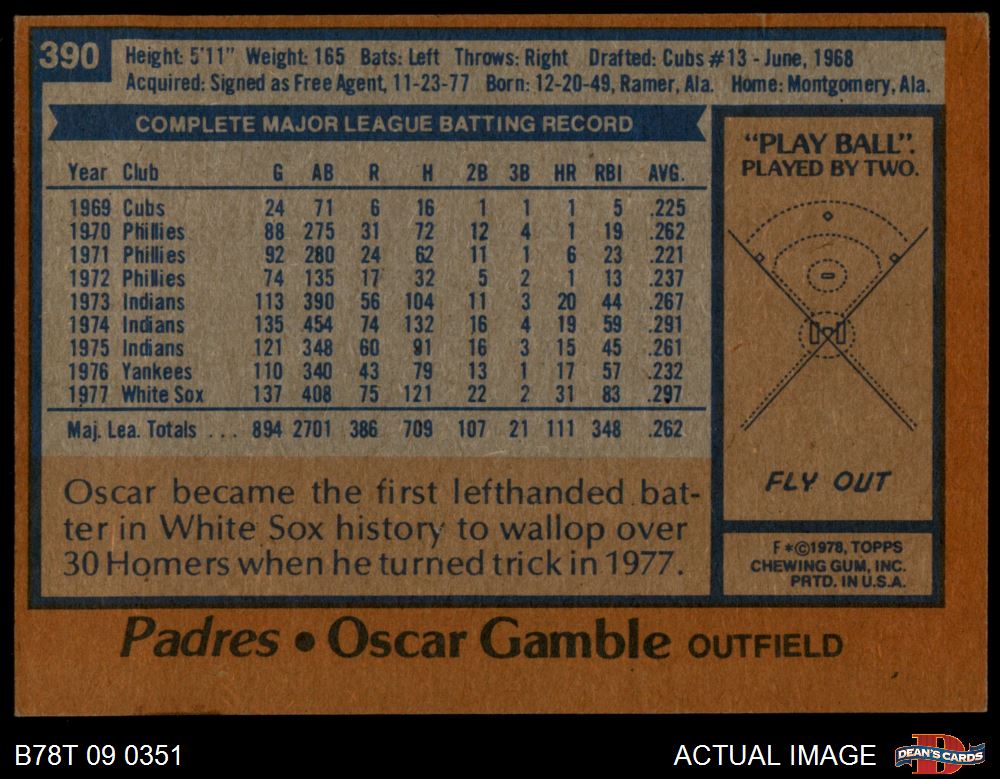 390
Height: 5'11" Weight: 165 Bats: Left Throws: Right Drafted: Cubs #13 - June, 1968
Acquired: Signed as Free Agent, 11-23-77 Born: 12-20-49, Ramer, Ala. Home: Montgomery, Ala.
COMPLETE MAJOR LEAGUE BATTING RECORD
Year Club G AB R H 2B 3B HR RBI AVG.
1969 Cubs 24 71 6 16 1 1 1 5 .225
1970 Phillies 88 275 31 72 12 4 1 19 .262
1971 Phillies 92 280 24 62 11 1 6 23 .221
1972 Phillies 74 135 17 32 5 2 1 13 .237
1973 Indians 113 390 56 104 11 3 20 44 .267
1974 Indians 135 454 74 132 16 4 19 59 .291
1975 Indians 121 348 60 91 16 3 15 45 .261
1976 Yankees 110 340 43 79 13 1 17 57 .232
1977 White Sox 137 408 75 121 22 2 31 83 .297
Maj. Lea. Totals ... 894 2701 386 709 107 21 111 348 .262
Oscar became the first lefthanded bat-
ter in White Sox history to wallop over
30 Homers when he turned trick in 1977.
"PLAY BALL".
PLAYED BY TWO.
FLY OUT
F*©1978, TOPPS
CHEWING GUM, INC.
PRTD. IN U.S.A.
Padres • Oscar Gamble OUTFIELD
B78T 09 0351
ACTUAL IMAGE
D
DEAN'S CARDS